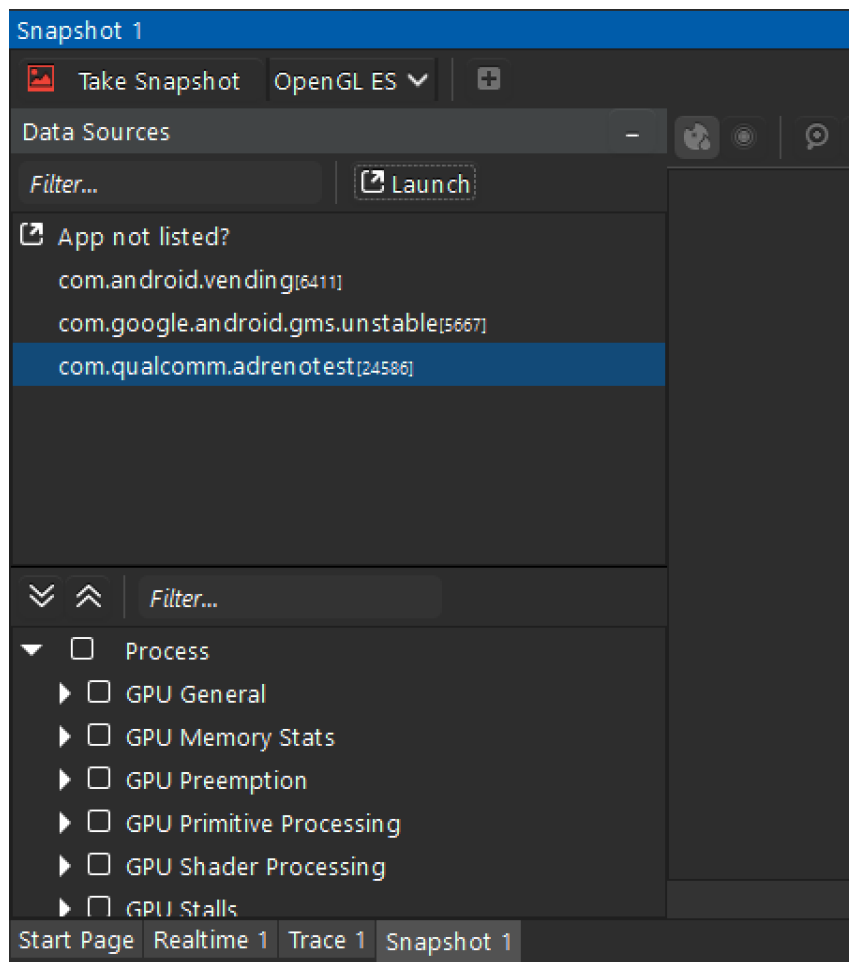 Snapshot 1
Take Snapshot OpenGL ES
Data Sources
Filter... Launch
App not listed?
com.android.vending[6411]
com.google.android.gms.unstable[5667]
com.qualcomm.adrenotest[24586]
Filter...
Process
GPU General
GPU Memory Stats
GPU Preemption
GPU Primitive Processing
GPU Shader Processing
GPU Stalls
Start Page Realtime 1 Trace 1 Snapshot 1